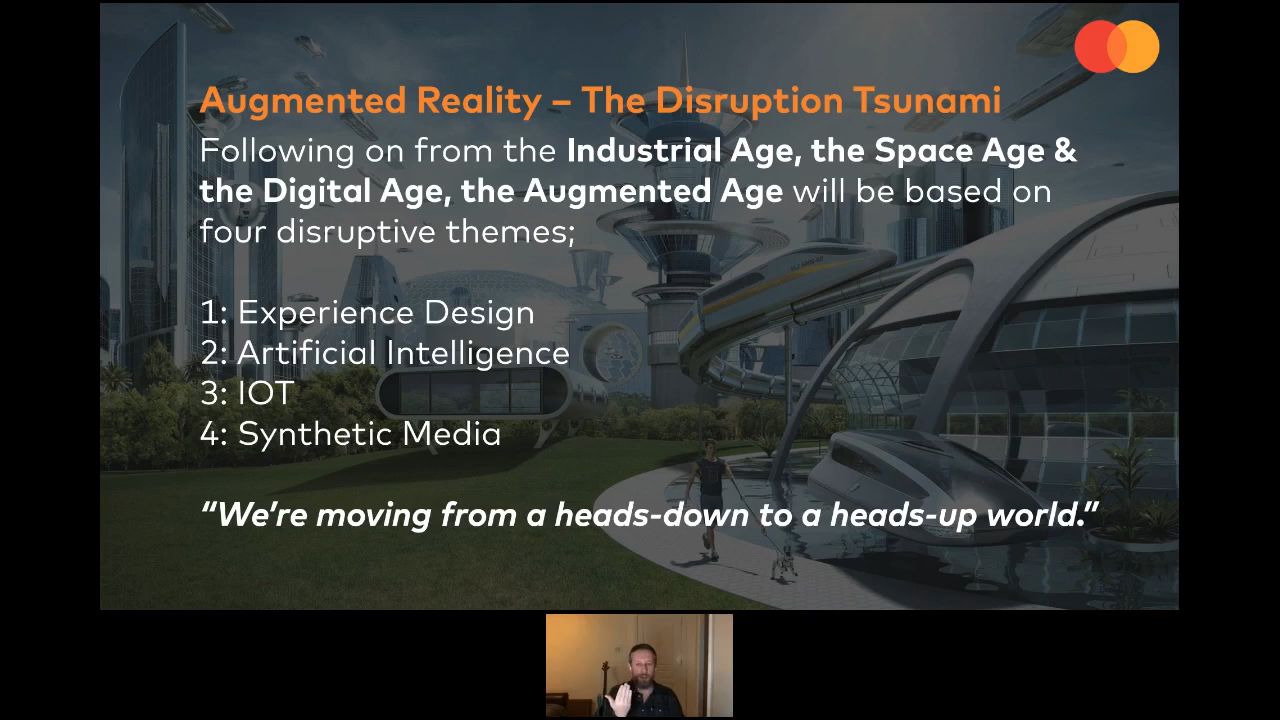 Augmented Reality – The Disruption Tsunami
Following on from the Industrial Age, the Space Age &
the Digital Age, the Augmented Age will be based on
four disruptive themes;
1: Experience Design
2: Artificial Intelligence
3: IOT
4: Synthetic Media
“We’re moving from a heads-down to a heads-up world.”